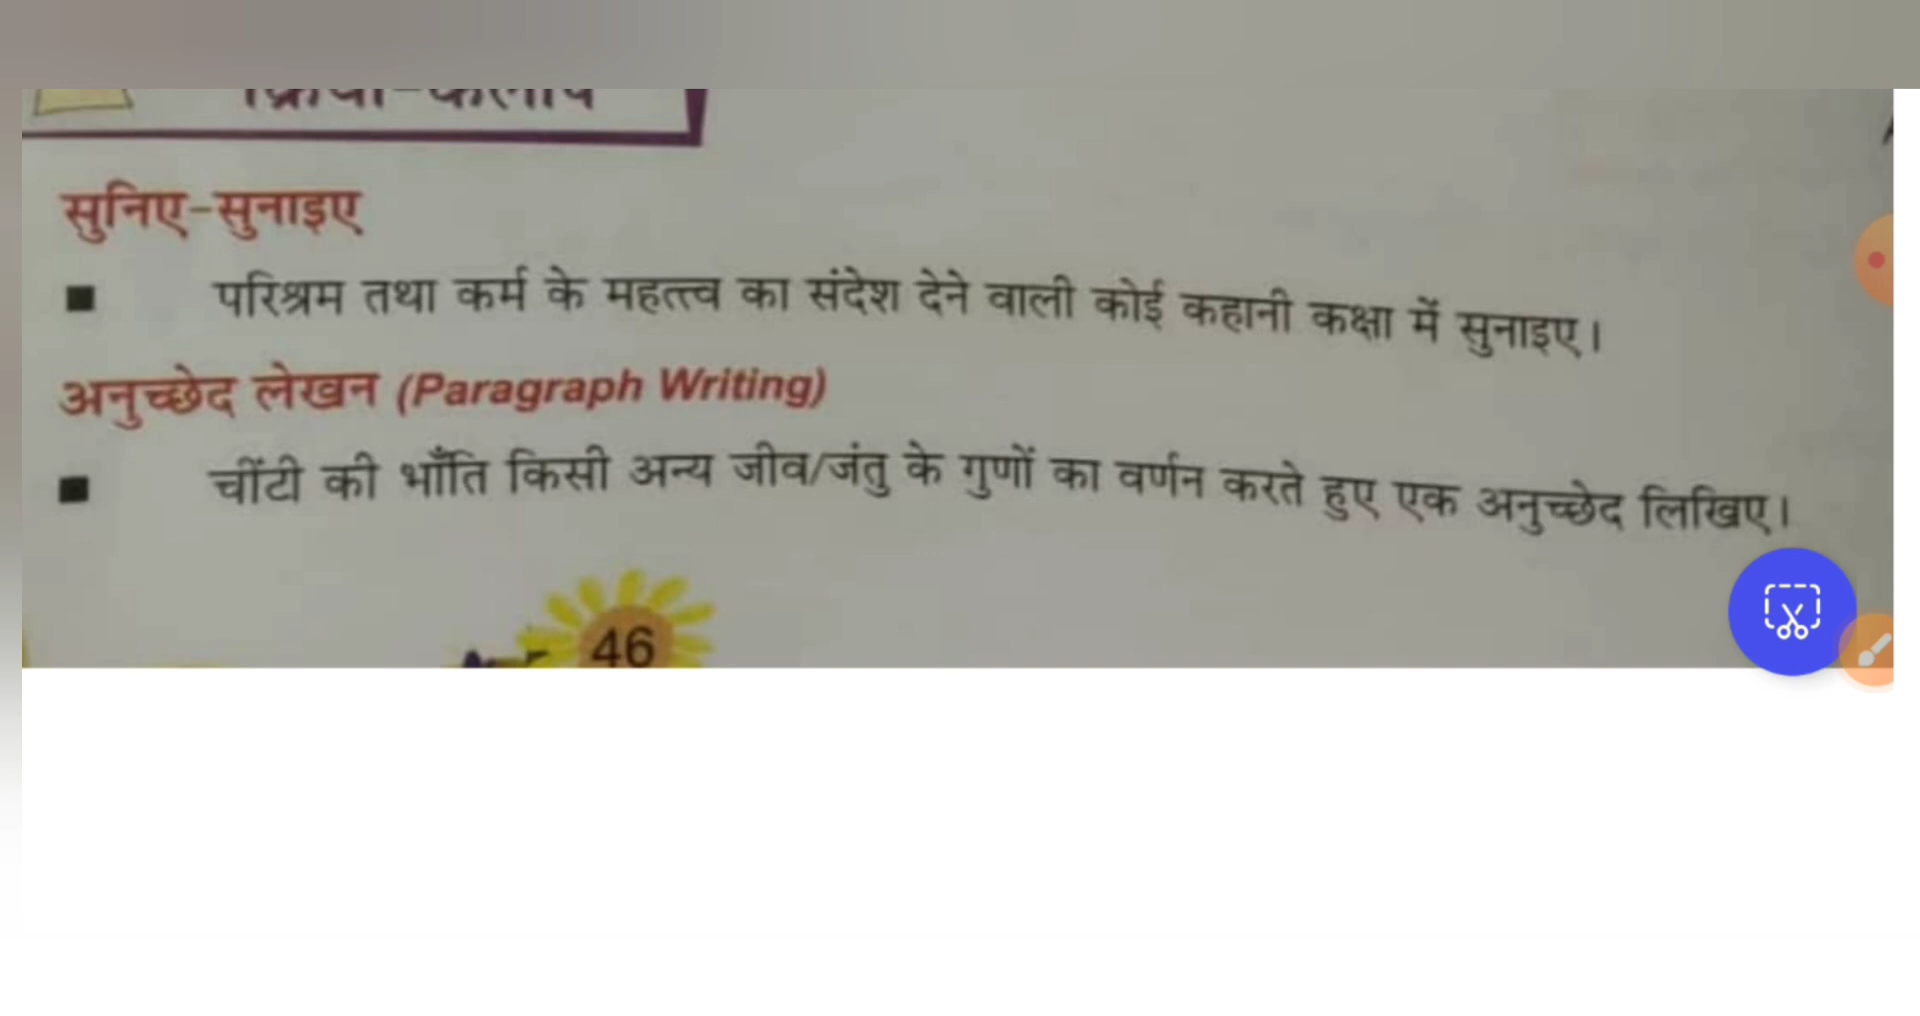 क्रिया-कलाप
सुनिए-सुनाइए
■ परिश्रम तथा कर्म के महत्त्व का संदेश देने वाली कोई कहानी कक्षा में सुनाइए।
अनुच्छेद लेखन (Paragraph Writing)
■ चींटी की भाँति किसी अन्य जीव/जंतु के गुणों का वर्णन करते हुए एक अनुच्छेद लिखिए।
46